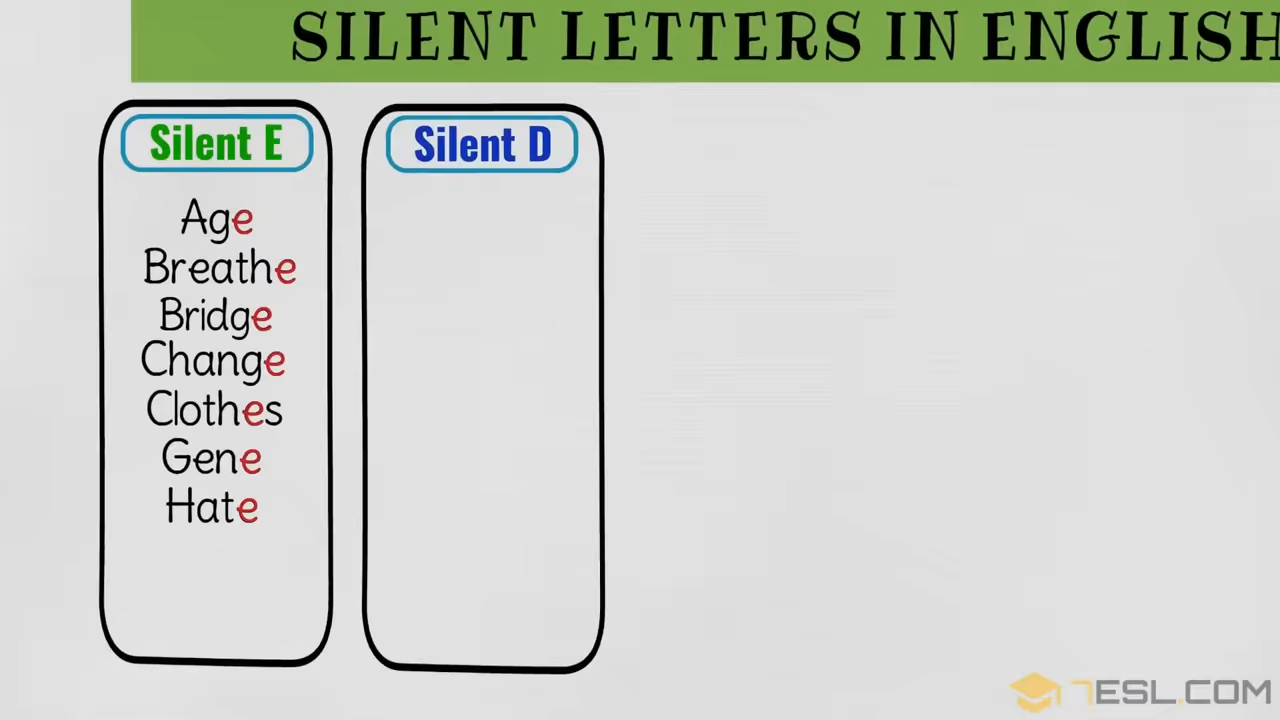 SILENT LETTERS IN ENGLISH
Silent E
Age
Breathe
Bridge
Change
Clothes
Gene
Hate
Silent D
7ESL.COM